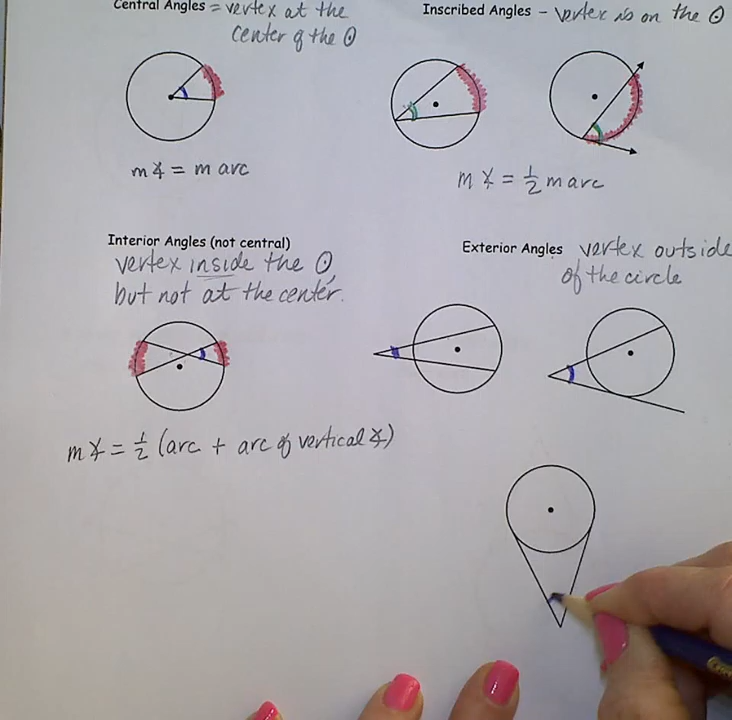 Central Angles = vertex at the
center of the ⊙
m∡ = m arc
Inscribed Angles - vertex is on the ⊙
m∡ = 1/2 m arc
Interior Angles (not central)
vertex inside the ⊙,
but not at the center.
m∡ = 1/2 (arc + arc of vertical ∡)
Exterior Angles vertex outside
of the circle